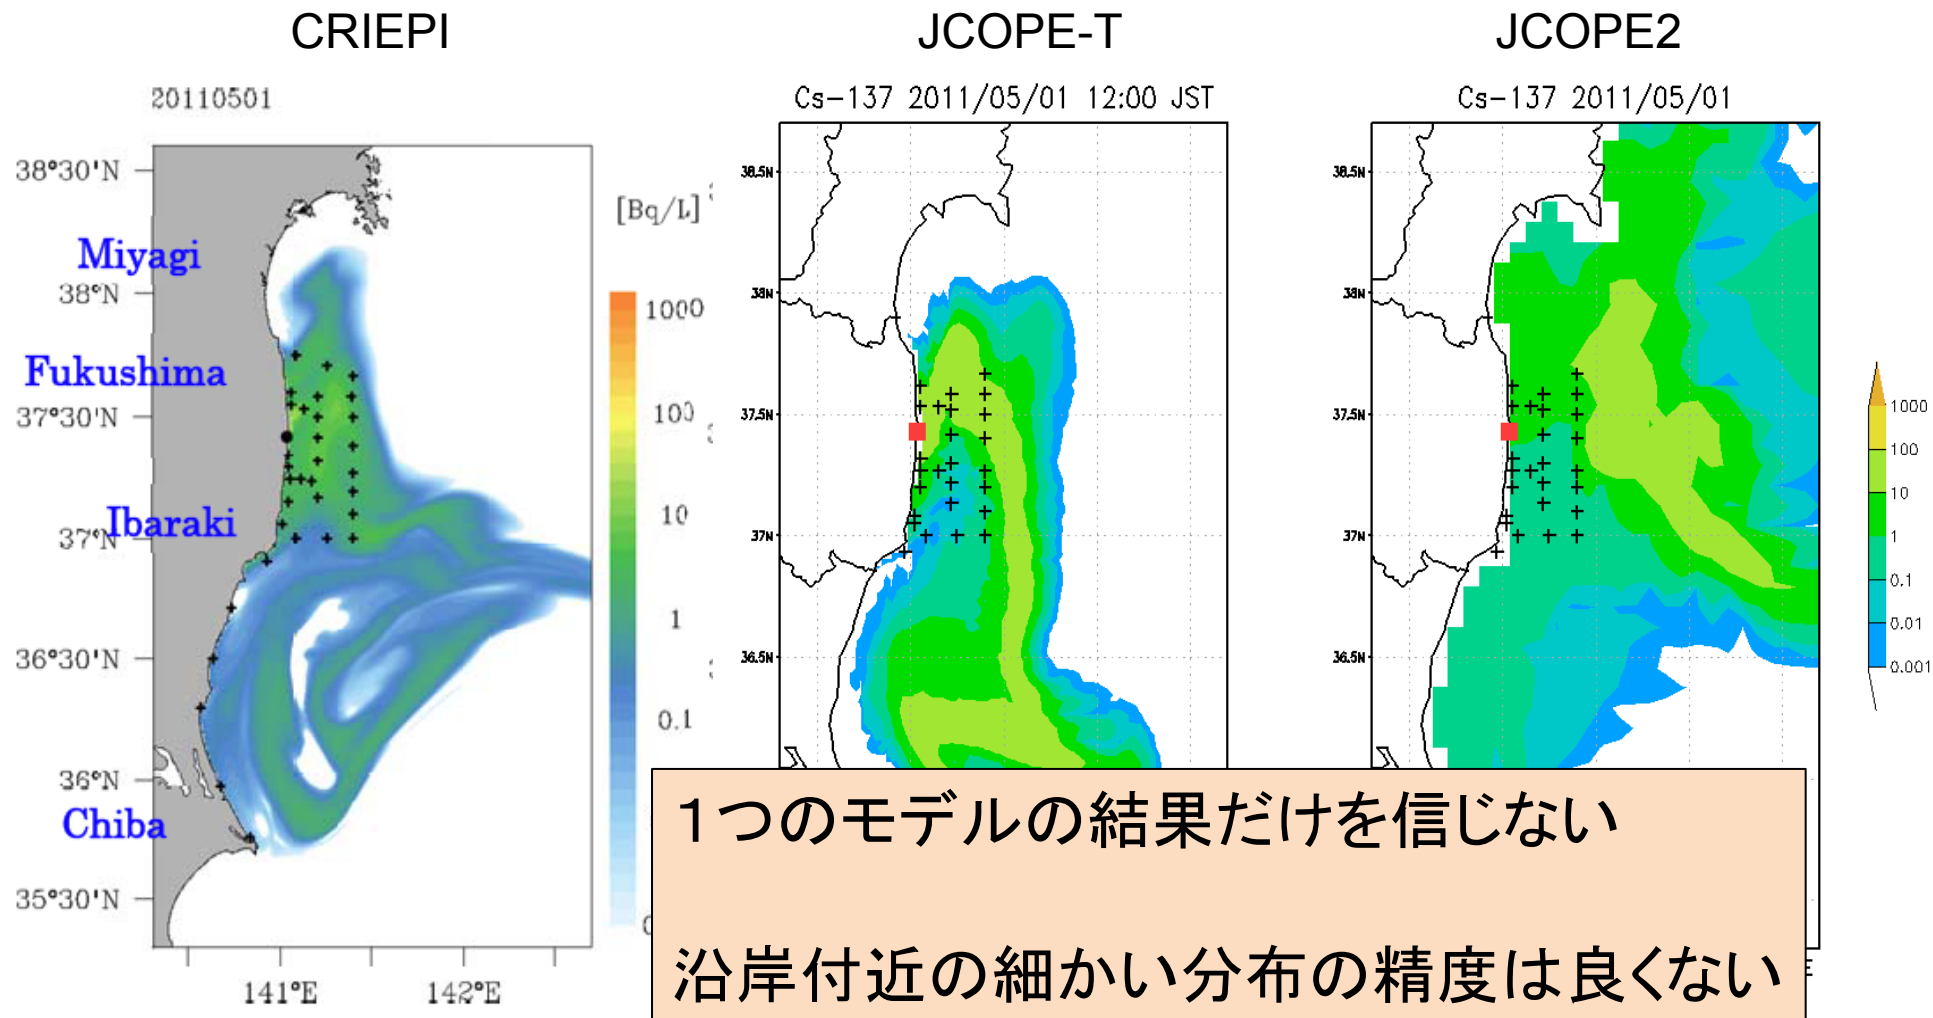 CRIEPI
JCOPE-T
JCOPE2
20110501
Cs-137 2011/05/01 12:00 JST
Cs-137 2011/05/01
38°30'N
38°N
37°30'N
37°N
36°30'N
36°N
35°30'N
141°E
142°E
Miyagi
Fukushima
Ibaraki
Chiba
[Bq/L]
1000
100
10
1
0.1
38.5N
38N
37.5N
37N
36.5N
38.5N
38N
37.5N
37N
36.5N
E
1000
100
10
1
0.1
0.01
0.001
1つのモデルの結果だけを信じない
沿岸付近の細かい分布の精度は良くない